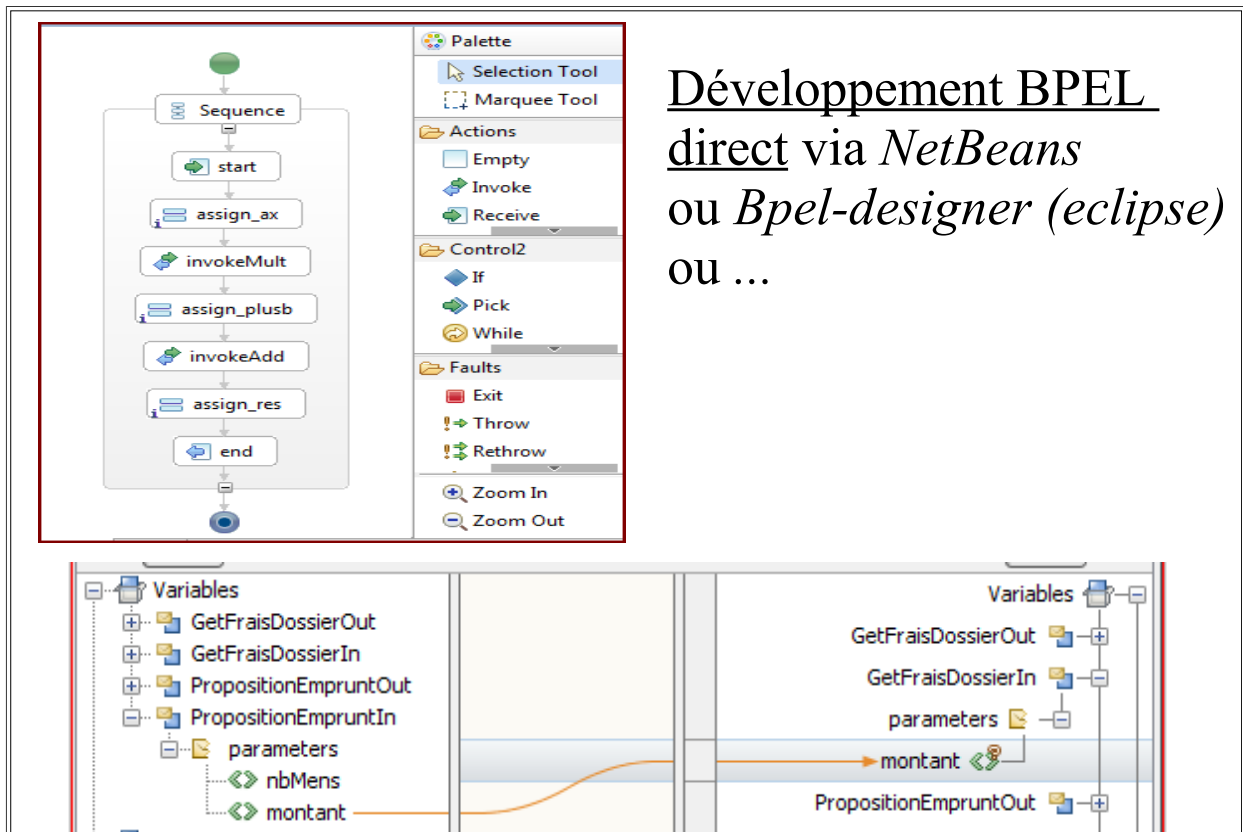 Sequence
start
assign_ax
invokeMult
assign_plusb
invokeAdd
assign_res
end
Palette
Selection Tool
Marquee Tool
Actions
Empty
Invoke
Receive
Control2
If
Pick
While
Faults
Exit
Throw
Rethrow
Zoom In
Zoom Out
Développement BPEL
direct via NetBeans
ou Bpel-designer (eclipse)
ou ...
Variables
GetFraisDossierOut
GetFraisDossierIn
PropositionEmpruntOut
PropositionEmpruntIn
parameters
nbMens
montant
Variables
GetFraisDossierOut
GetFraisDossierIn
parameters
montant
PropositionEmpruntOut